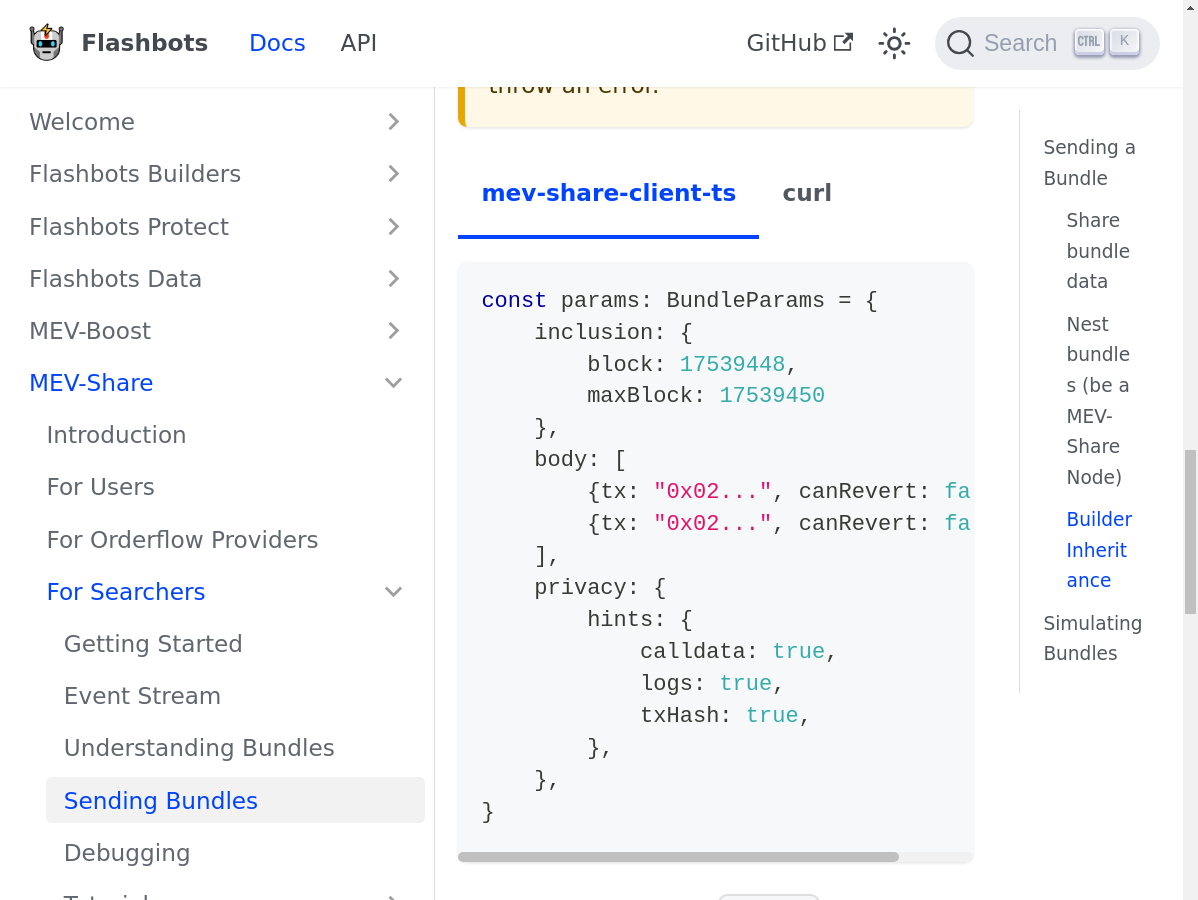 Flashbots
Docs
API
GitHub
Search
CTRL
K
Welcome
Flashbots Builders
Flashbots Protect
Flashbots Data
MEV-Boost
MEV-Share
Introduction
For Users
For Orderflow Providers
For Searchers
Getting Started
Event Stream
Understanding Bundles
Sending Bundles
Debugging
throw an error.
mev-share-client-ts
curl
const params: BundleParams = {
    inclusion: {
        block: 17539448,
        maxBlock: 17539450
    },
    body: [
        {tx: "0x02...", canRevert: fa
        {tx: "0x02...", canRevert: fa
    ],
    privacy: {
        hints: {
            calldata: true,
            logs: true,
            txHash: true,
        },
    },
}
Sending a
Bundle
Share
bundle
data
Nest
bundle
s (be a
MEV-
Share
Node)
Builder
Inherit
ance
Simulating
Bundles